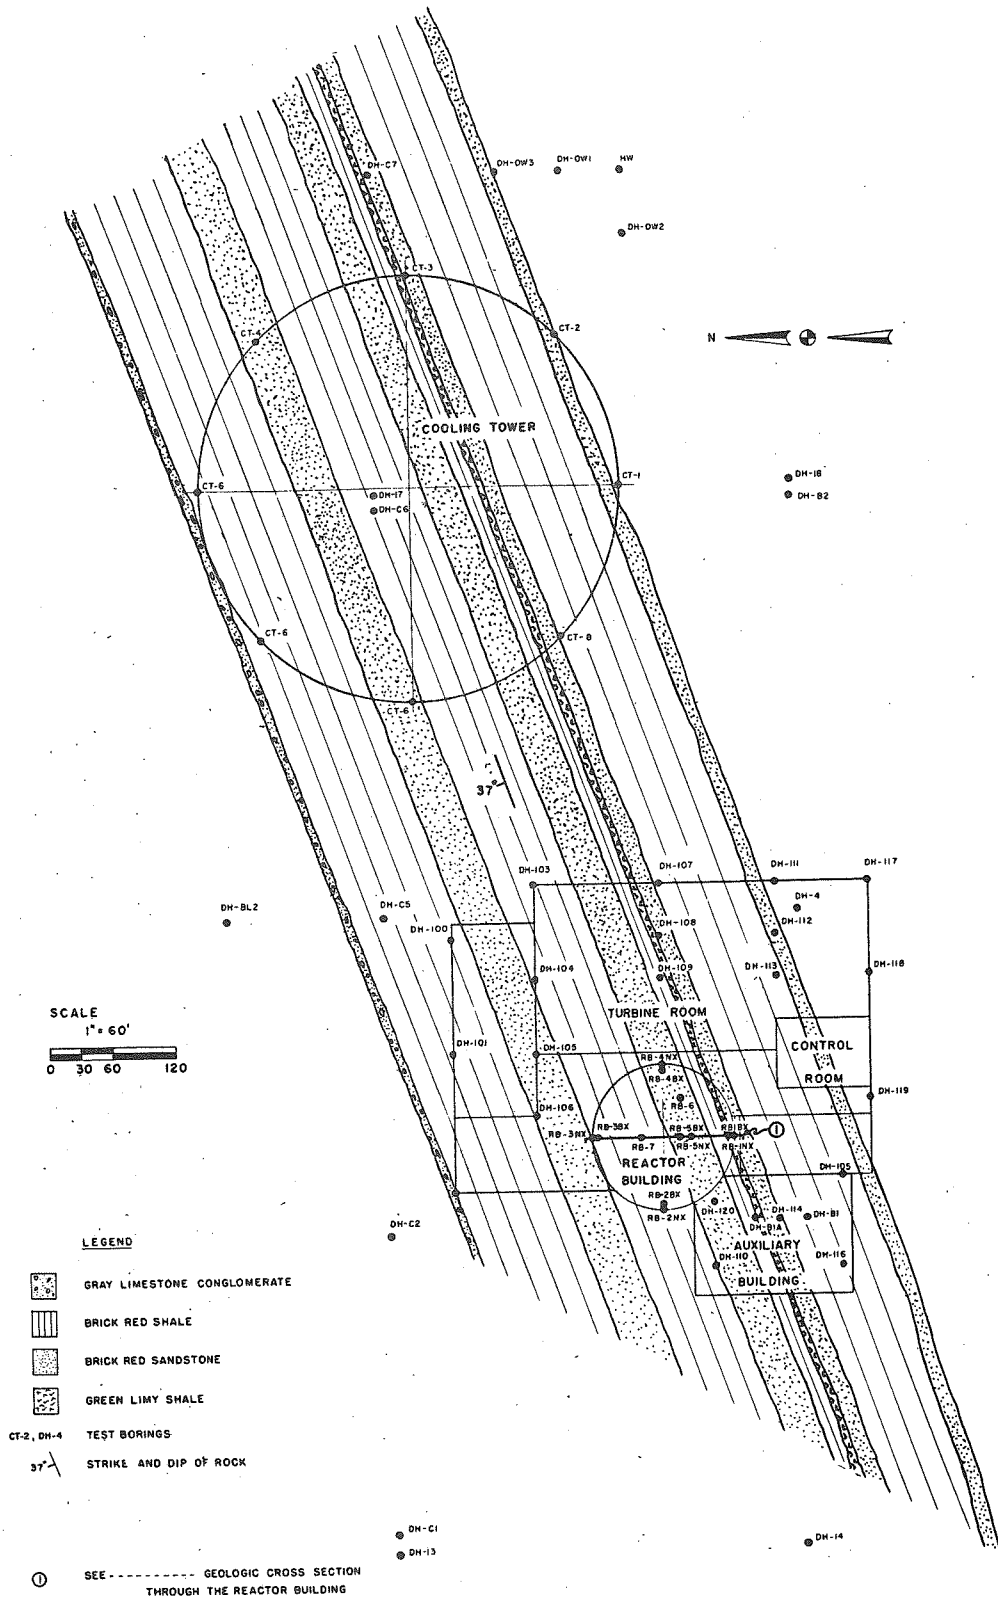 DH-C7
DH-OW3
DH-OW1
HW
DH-OW2
CT-3
CT-4
CT-2
N
COOLING TOWER
CT-6
DH-17
DH-C6
CT-1
DH-18
DH-B2
CT-6
CT-8
CT-6
37°
DH-103
DH-107
DH-111
DH-117
DH-BL2
DH-C5
DH-100
DH-4
DH-108
DH-112
DH-104
DH-109
DH-113
DH-118
SCALE
1" = 60'
0 30 60 120
TURBINE ROOM
CONTROL
ROOM
DH-101
DH-105
RB-4NX
RB-4BX
RB-6
DH-119
DH-106
RB-3NX
RB-3BX
RB-7
RB-5BX
RB-5NX
RB-1BX
RB-1NX
1
REACTOR
BUILDING
DH-105
RB-2BX
RB-2NX
DH-120
DH-B1A
DH-114
DH-B1
DH-C2
AUXILIARY
BUILDING
DH-110
DH-116
LEGEND
GRAY LIMESTONE CONGLOMERATE
BRICK RED SHALE
BRICK RED SANDSTONE
GREEN LIMY SHALE
CT-2, DH-4 TEST BORINGS
37° STRIKE AND DIP OF ROCK
DH-C1
DH-13
DH-14
1 SEE ---------- GEOLOGIC CROSS SECTION
THROUGH THE REACTOR BUILDING